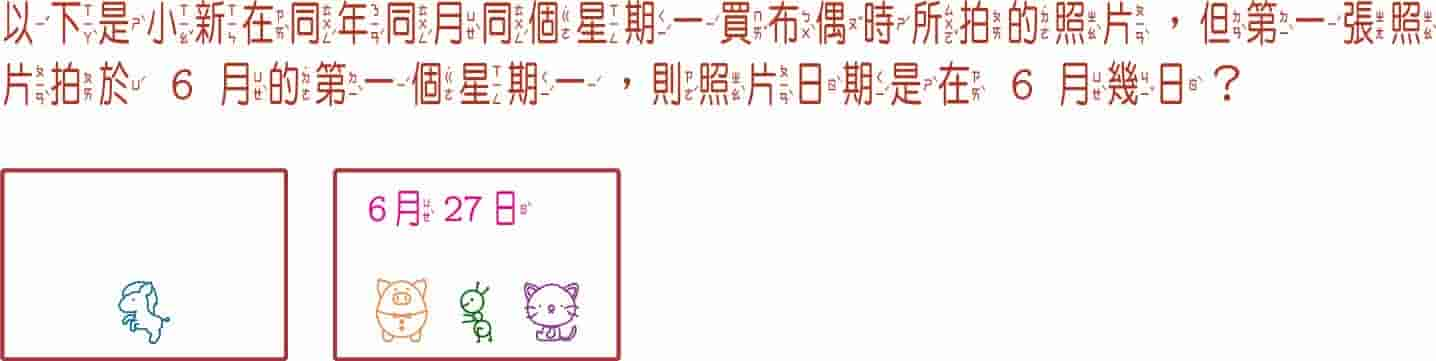 以下是小新在同年同月同個星期一買布偶時所拍的照片，但第一張照
片拍於 6 月的第一個星期一，則照片日期是在 6 月幾日？
6月 27 日